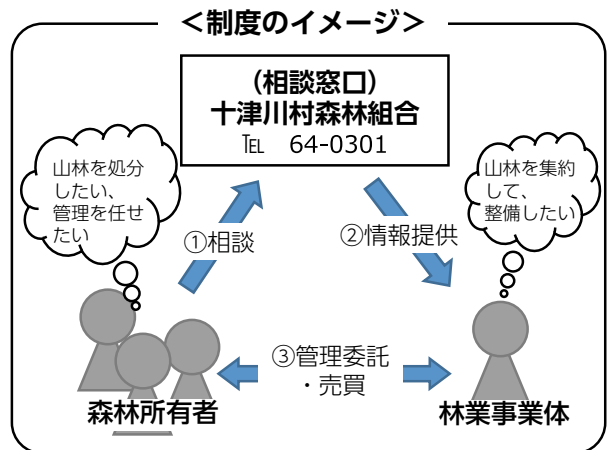 ＜制度のイメージ＞
(相談窓口)
十津川村森林組合
℡ 64-0301
山林を処分
したい、
管理を任せ
たい
山林を集約
して、
整備したい
①相談
②情報提供
③管理委託
・売買
森林所有者
林業事業体